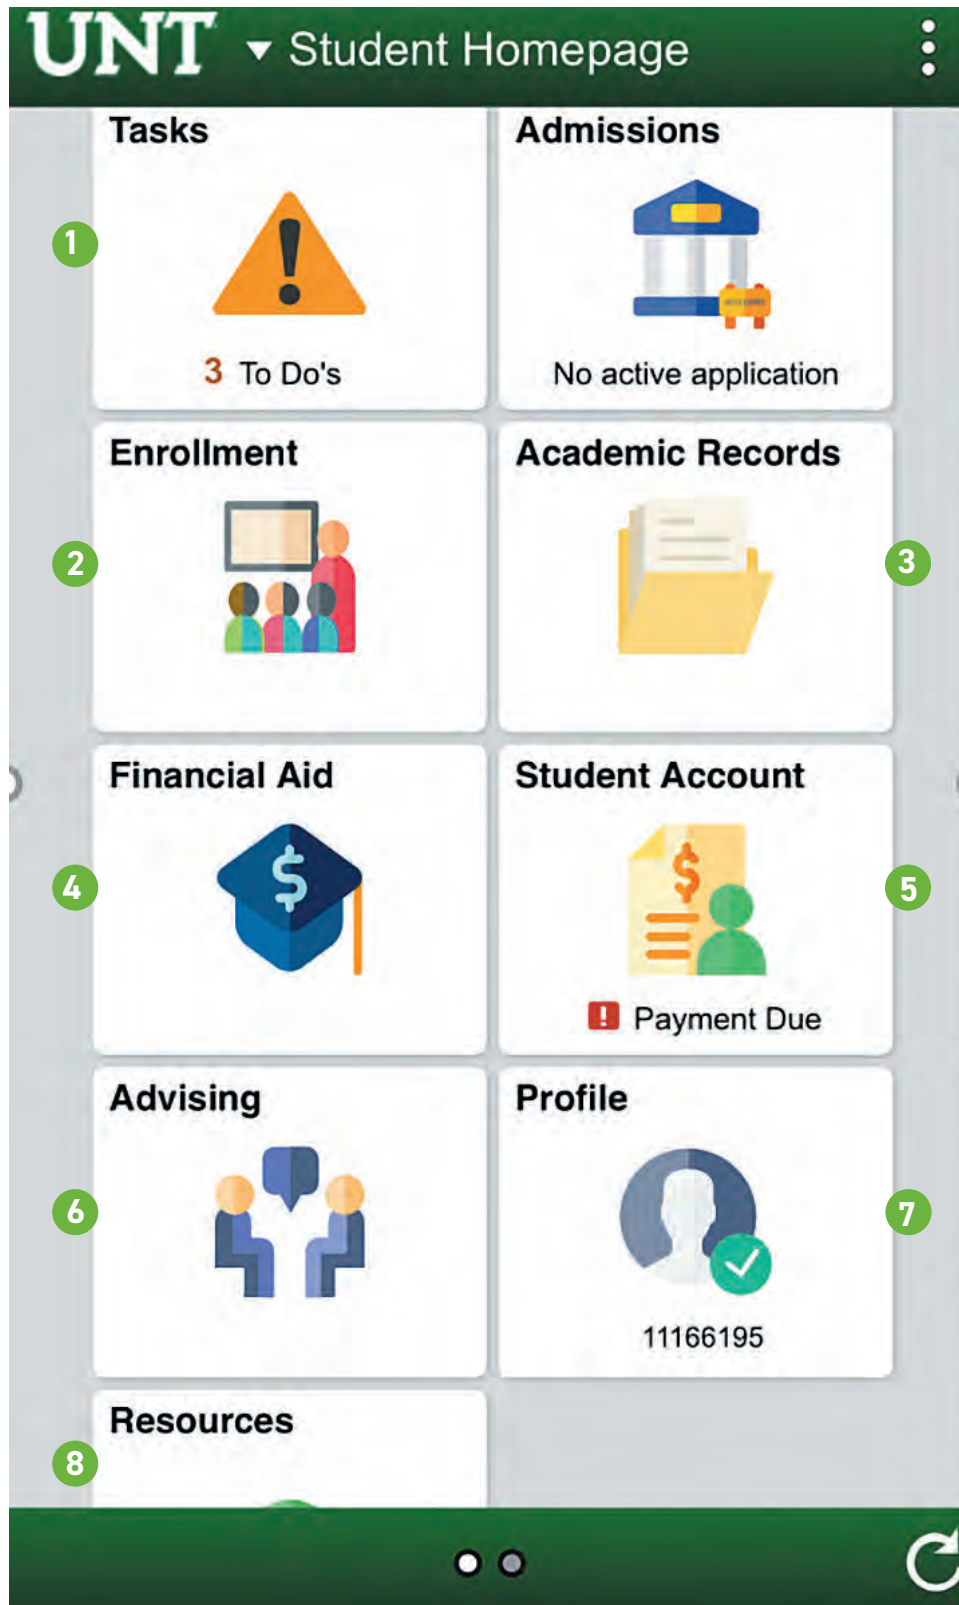 UNT ▼ Student Homepage
Tasks
Admissions
1
3 To Do's
No active application
Enrollment
Academic Records
2
3
Financial Aid
Student Account
4
5
Payment Due
Advising
Profile
6
7
11166195
Resources
8